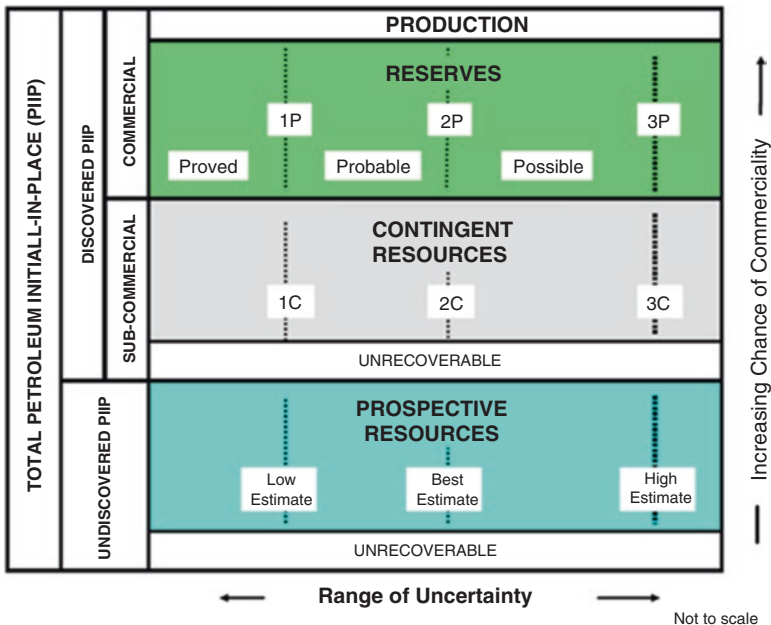 TOTAL PETROLEUM INITIALL-IN-PLACE (PIIP)
DISCOVERED PIIP
UNDISCOVERED PIIP
COMMERCIAL
SUB-COMMERCIAL
PRODUCTION
RESERVES
1P
2P
3P
Proved
Probable
Possible
CONTINGENT
RESOURCES
1C
2C
3C
UNRECOVERABLE
PROSPECTIVE
RESOURCES
Low
Estimate
Best
Estimate
High
Estimate
UNRECOVERABLE
Increasing Chance of Commerciality
Range of Uncertainty
Not to scale